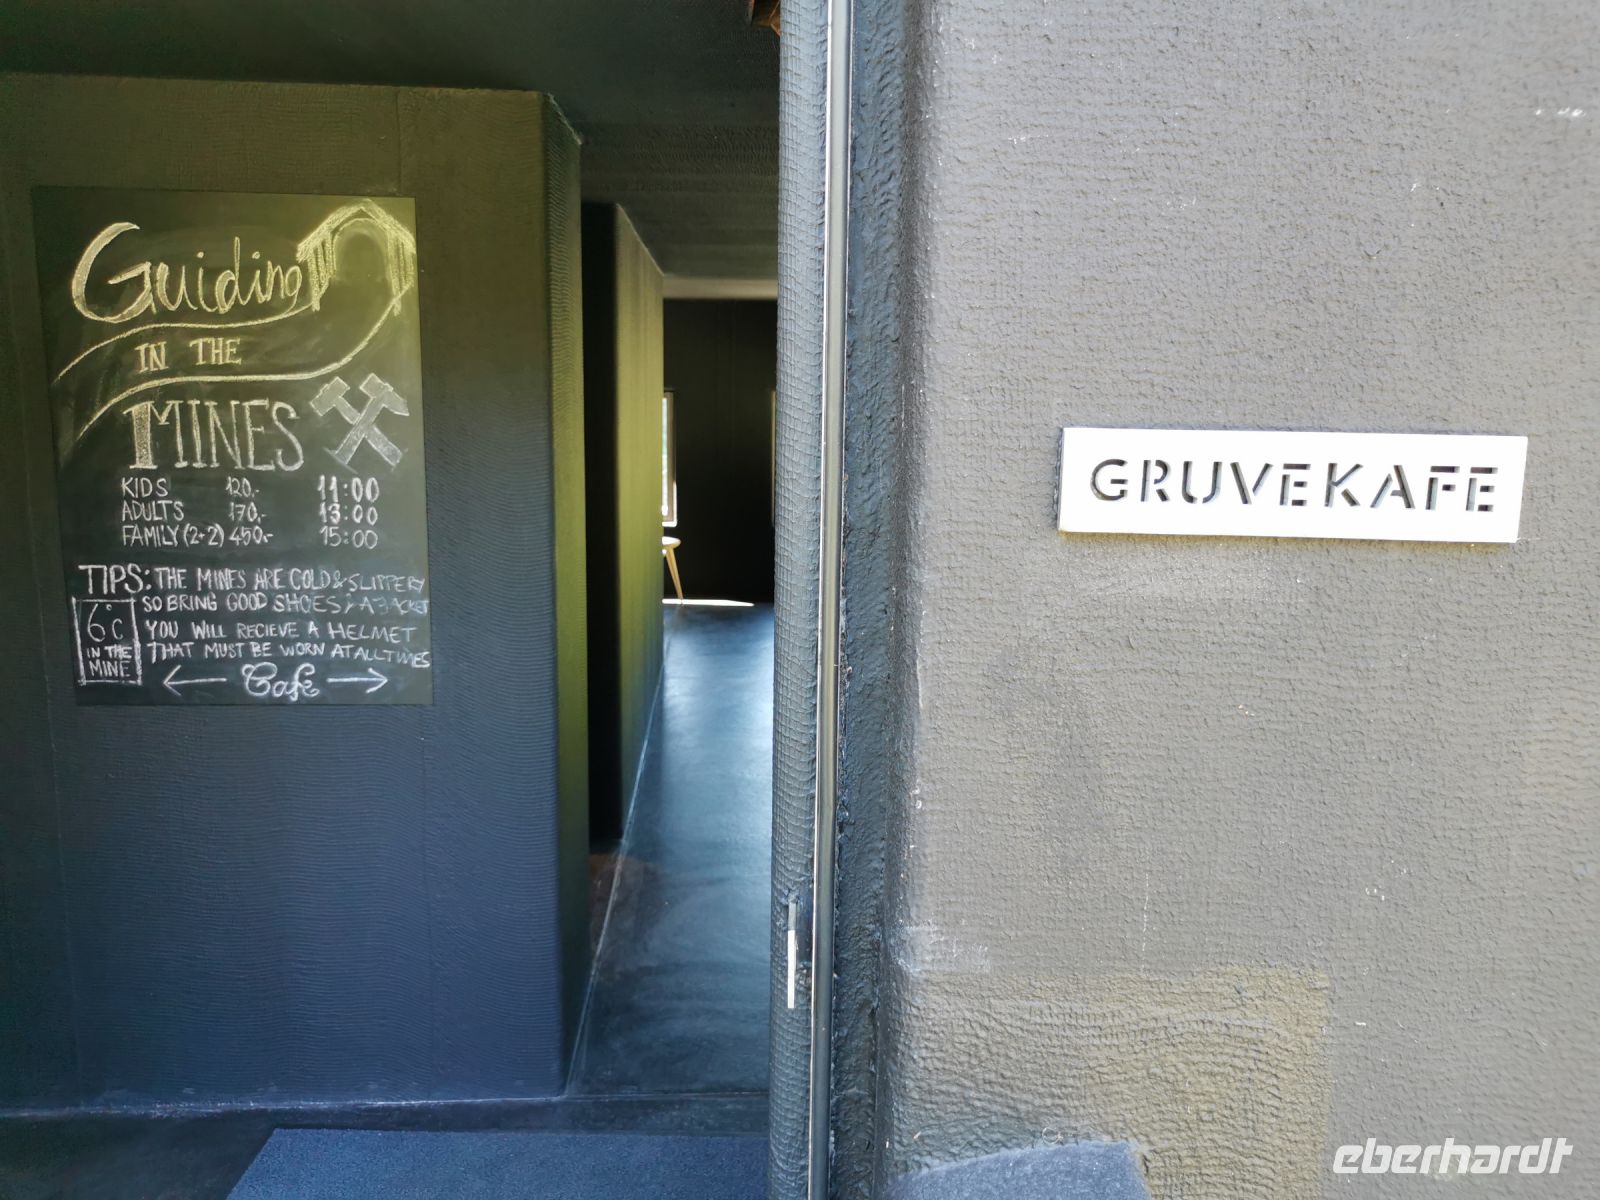 Guiding
IN THE
MINES
KIDS 120,- 11:00
ADULTS 170,- 13:00
FAMILY (2+2) 450,- 15:00
TIPS: THE MINES ARE COLD & SLIPPERY
SO BRING GOOD SHOES & A JACKET
6°C
IN THE
MINE
YOU WILL RECIEVE A HELMET
THAT MUST BE WORN AT ALL TIMES
← Cafe →
GRUVEKAFE
eberhardt